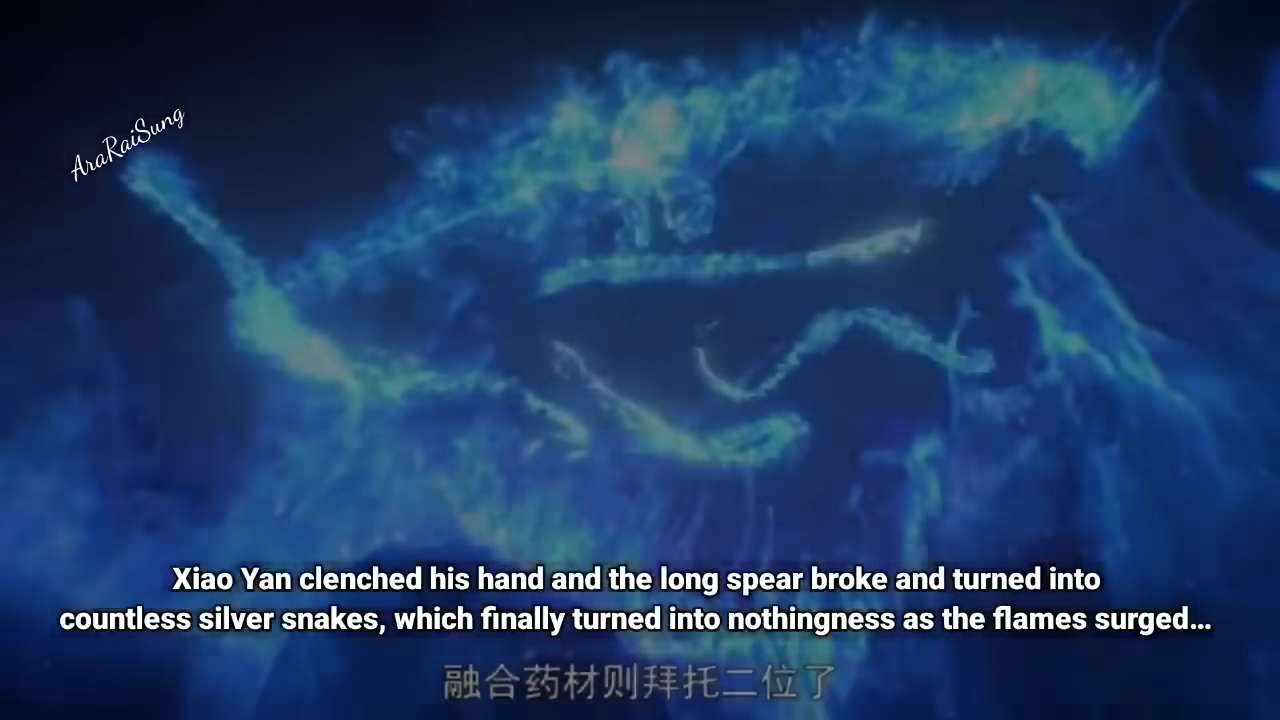 AraRaiSung
Xiao Yan clenched his hand and the long spear broke and turned into
countless silver snakes, which finally turned into nothingness as the flames surged...
融合药材则拜托二位了